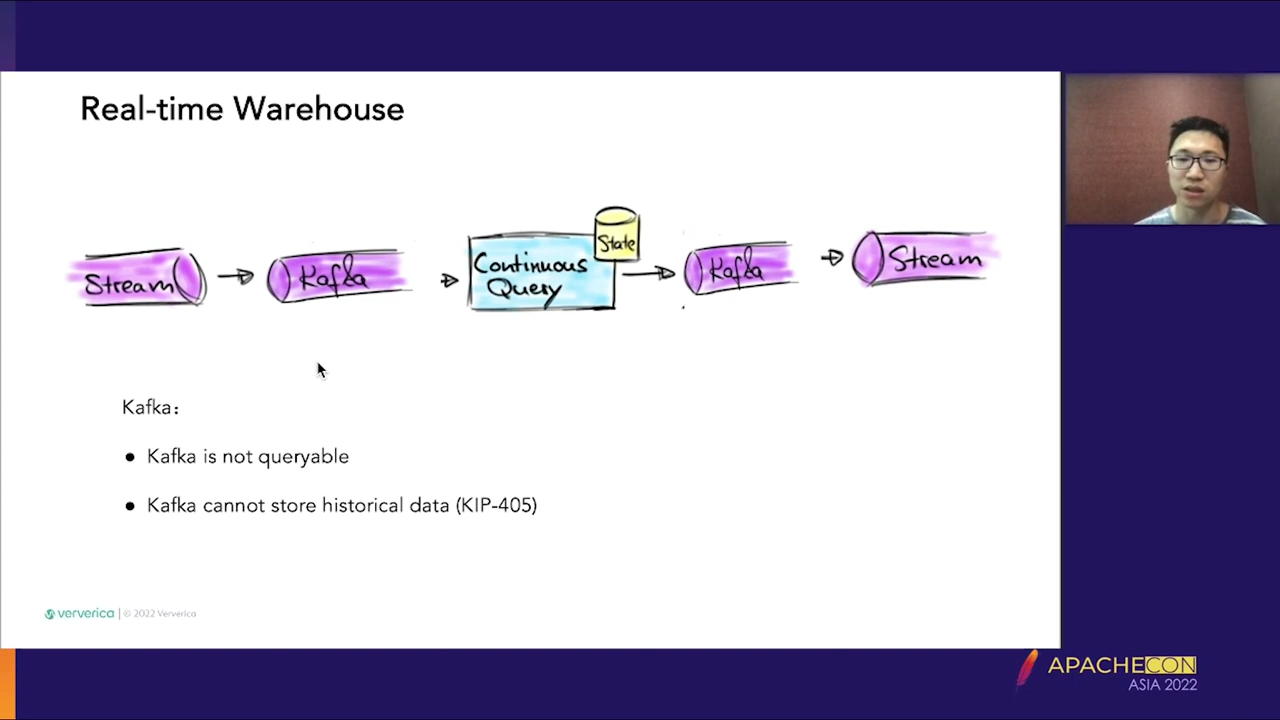 Real-time Warehouse
Stream
Kafka
Continuous
Query
State
Kafka
Stream
Kafka：
● Kafka is not queryable
● Kafka cannot store historical data (KIP-405)
ververica | © 2022 Ververica
APACHECON
ASIA 2022